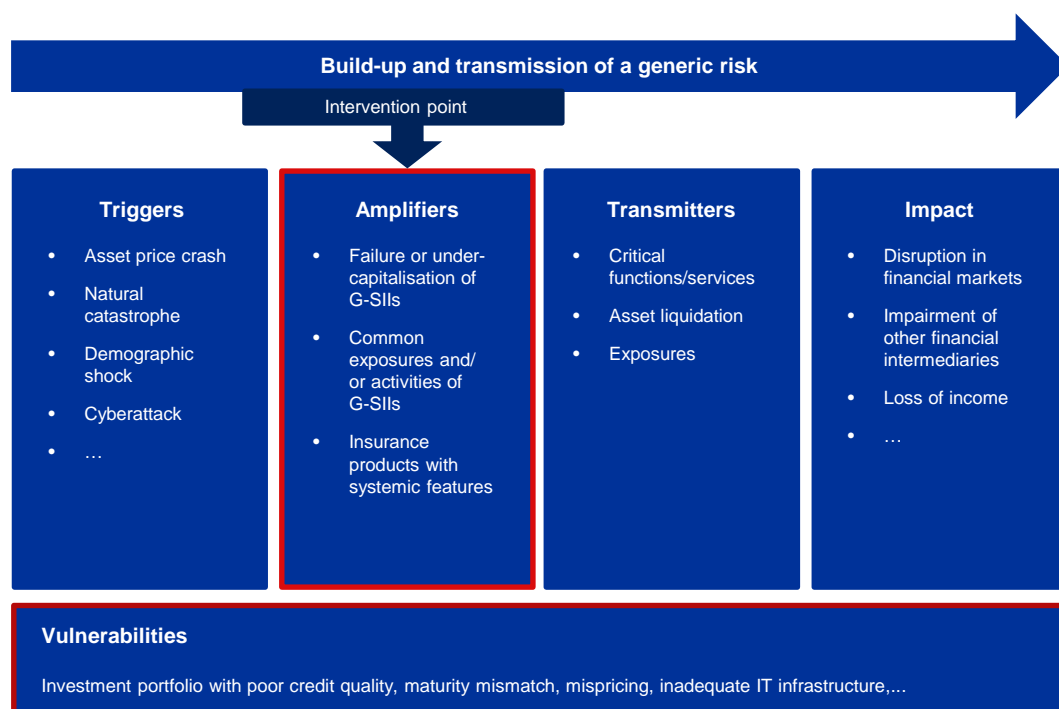 Build-up and transmission of a generic risk
Intervention point
Triggers
• Asset price crash
• Natural
catastrophe
• Demographic
shock
• Cyberattack
• …
Amplifiers
• Failure or under-
capitalisation of
G-SIIs
• Common
exposures and/
or activities of
G-SIIs
• Insurance
products with
systemic features
Transmitters
• Critical
functions/services
• Asset liquidation
• Exposures
Impact
• Disruption in
financial markets
• Impairment of
other financial
intermediaries
• Loss of income
• …
Vulnerabilities
Investment portfolio with poor credit quality, maturity mismatch, mispricing, inadequate IT infrastructure,...